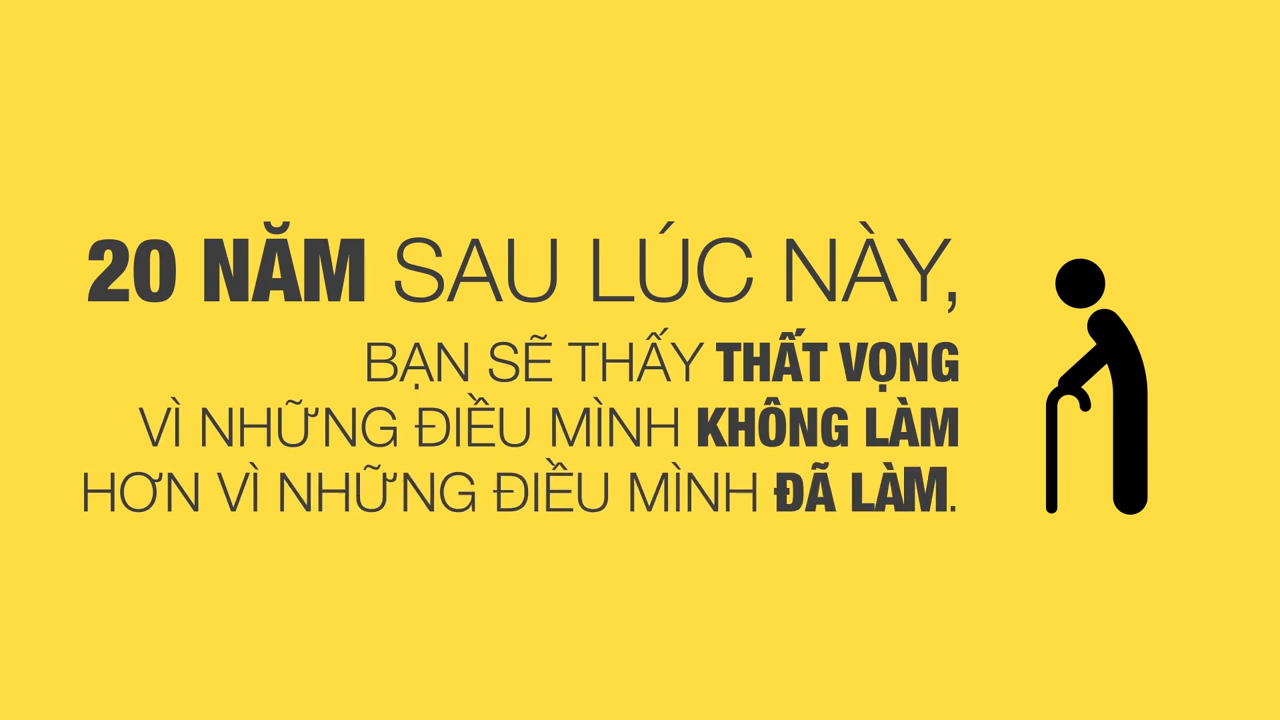 20 NĂM SAU LÚC NÀY,
BẠN SẼ THẤY THẤT VỌNG
VÌ NHỮNG ĐIỀU MÌNH KHÔNG LÀM
HƠN VÌ NHỮNG ĐIỀU MÌNH ĐÃ LÀM.